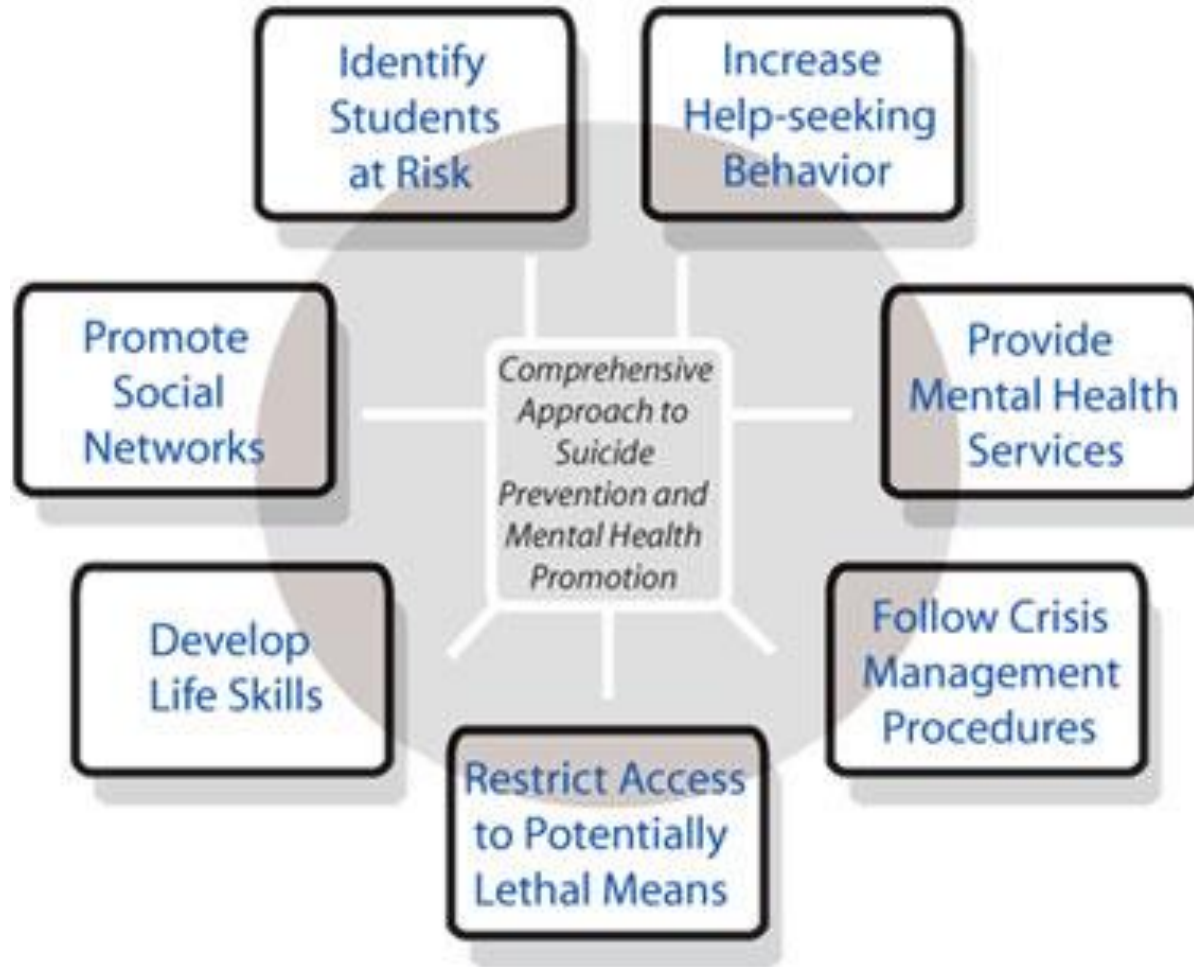 Identify
Students
at Risk
Increase
Help-seeking
Behavior
Promote
Social
Networks
Comprehensive
Approach to
Suicide
Prevention and
Mental Health
Promotion
Provide
Mental Health
Services
Develop
Life Skills
Follow Crisis
Management
Procedures
Restrict Access
to Potentially
Lethal Means